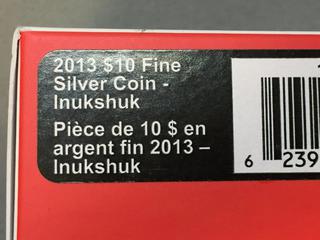 2013 $10 Fine
Silver Coin -
Inukshuk
Pièce de 10 $ en
argent fin 2013 –
Inukshuk
6 239